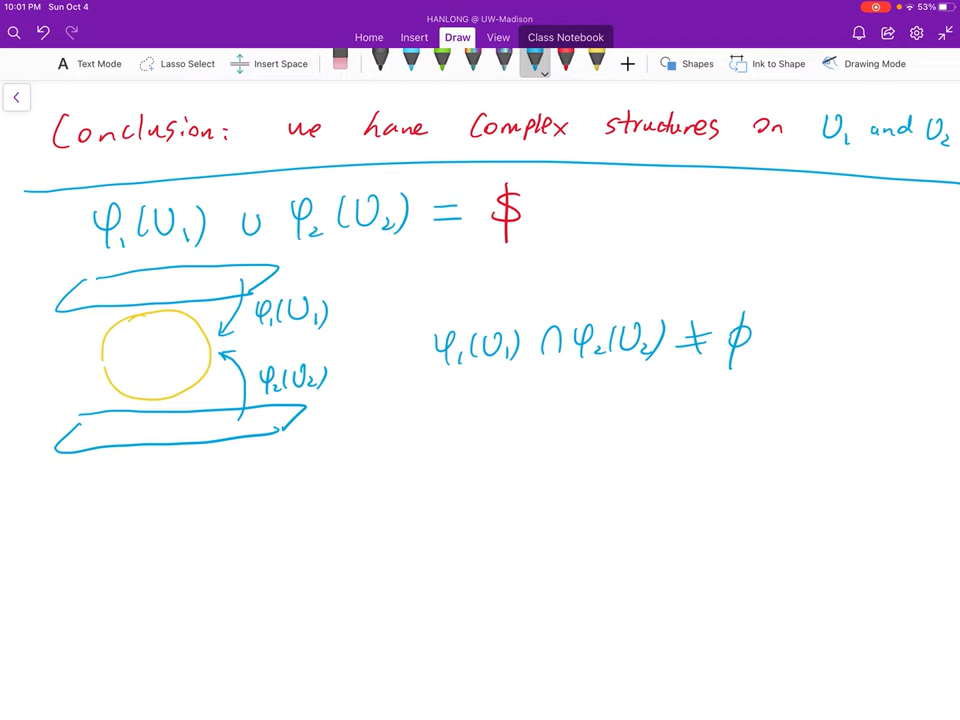 10:01 PM Sun Oct 4
53%
HANLONG @ UW-Madison
Home Insert Draw View Class Notebook
A Text Mode Lasso Select Insert Space Shapes Ink to Shape Drawing Mode
Conclusion: we have Complex structures on U₁ and U₂
φ₁(U₁) ∪ φ₂(U₂) = $
φ₁(U₁)
φ₁(U₁) ∩ φ₂(U₂) ≠ ϕ
φ₂(U₂)